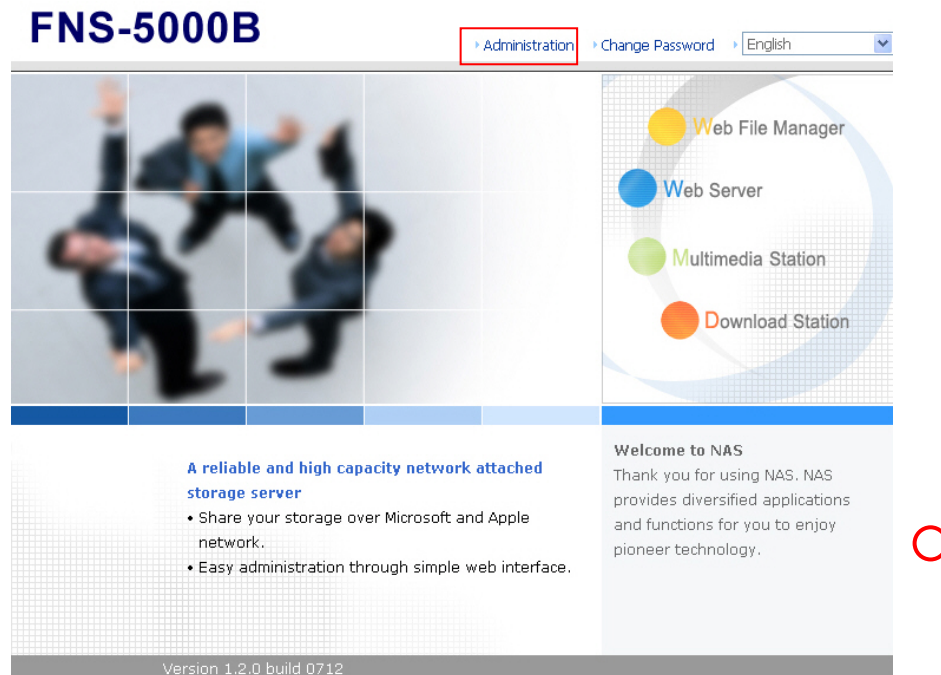 FNS-5000B
Administration
Change Password
English
Web File Manager
Web Server
Multimedia Station
Download Station
A reliable and high capacity network attached
storage server
• Share your storage over Microsoft and Apple
network.
• Easy administration through simple web interface.
Welcome to NAS
Thank you for using NAS. NAS
provides diversified applications
and functions for you to enjoy
pioneer technology.
Version 1.2.0 build 0712